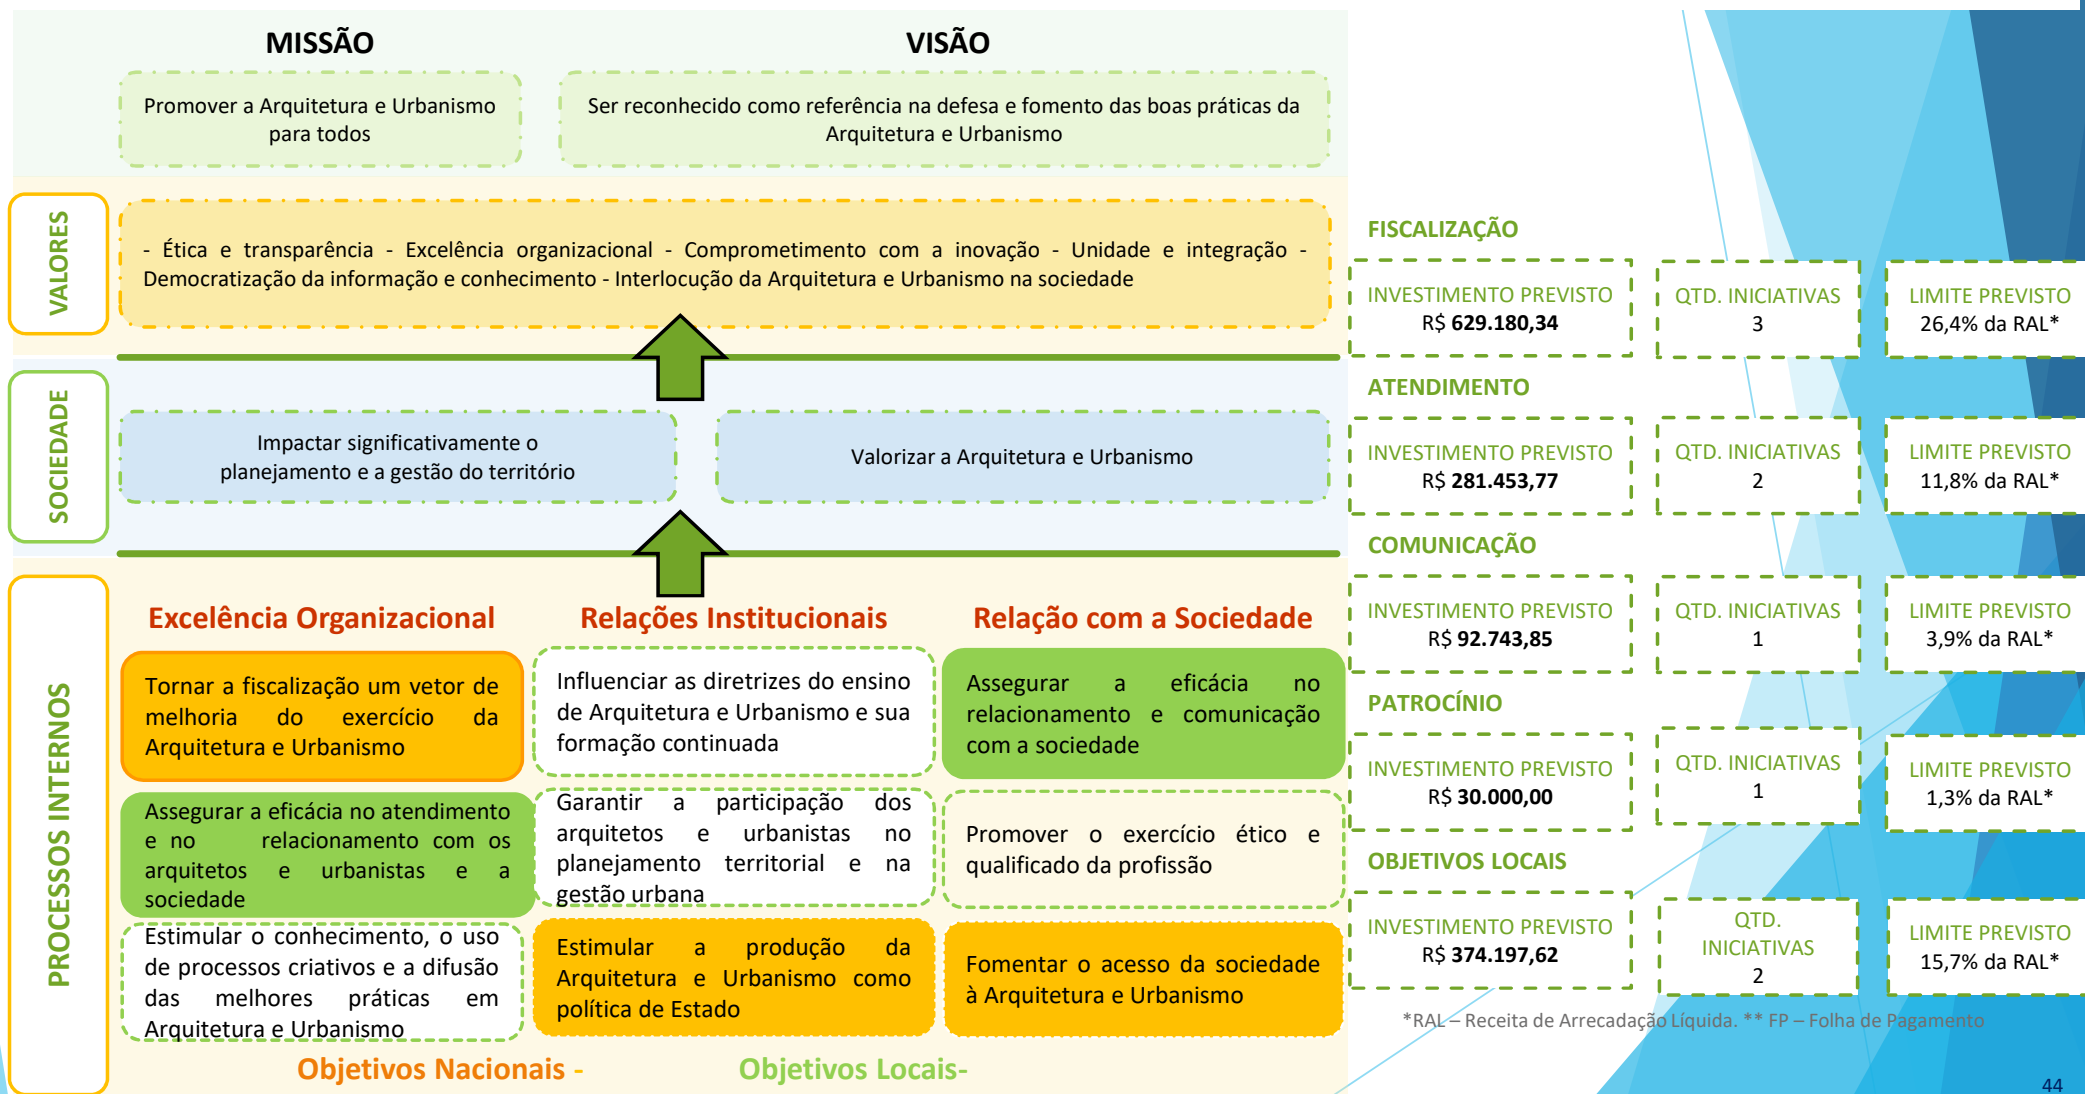 MISSÃO
Promover a Arquitetura e Urbanismo
para todos
VISÃO
Ser reconhecido como referência na defesa e fomento das boas práticas da
Arquitetura e Urbanismo
VALORES
- Ética e transparência - Excelência organizacional - Comprometimento com a inovação - Unidade e integração -
Democratização da informação e conhecimento - Interlocução da Arquitetura e Urbanismo na sociedade
SOCIEDADE
Impactar significativamente o
planejamento e a gestão do território
Valorizar a Arquitetura e Urbanismo
PROCESSOS INTERNOS
Excelência Organizacional
Tornar a fiscalização um vetor de
melhoria do exercício da
Arquitetura e Urbanismo
Assegurar a eficácia no atendimento
e no relacionamento com os
arquitetos e urbanistas e a
sociedade
Estimular o conhecimento, o uso
de processos criativos e a difusão
das melhores práticas em
Arquitetura e Urbanismo
Relações Institucionais
Influenciar as diretrizes do ensino
de Arquitetura e Urbanismo e sua
formação continuada
Garantir a participação dos
arquitetos e urbanistas no
planejamento territorial e na
gestão urbana
Estimular a produção da
Arquitetura e Urbanismo como
política de Estado
Relação com a Sociedade
Assegurar a eficácia no
relacionamento e comunicação
com a sociedade
Promover o exercício ético e
qualificado da profissão
Fomentar o acesso da sociedade
à Arquitetura e Urbanismo
Objetivos Nacionais -
Objetivos Locais-
FISCALIZAÇÃO
INVESTIMENTO PREVISTO
R$ 629.180,34
QTD. INICIATIVAS
3
LIMITE PREVISTO
26,4% da RAL*
ATENDIMENTO
INVESTIMENTO PREVISTO
R$ 281.453,77
QTD. INICIATIVAS
2
LIMITE PREVISTO
11,8% da RAL*
COMUNICAÇÃO
INVESTIMENTO PREVISTO
R$ 92.743,85
QTD. INICIATIVAS
1
LIMITE PREVISTO
3,9% da RAL*
PATROCÍNIO
INVESTIMENTO PREVISTO
R$ 30.000,00
QTD. INICIATIVAS
1
LIMITE PREVISTO
1,3% da RAL*
OBJETIVOS LOCAIS
INVESTIMENTO PREVISTO
R$ 374.197,62
QTD.
INICIATIVAS
2
LIMITE PREVISTO
15,7% da RAL*
*RAL – Receita de Arrecadação Líquida. ** FP – Folha de Pagamento
44